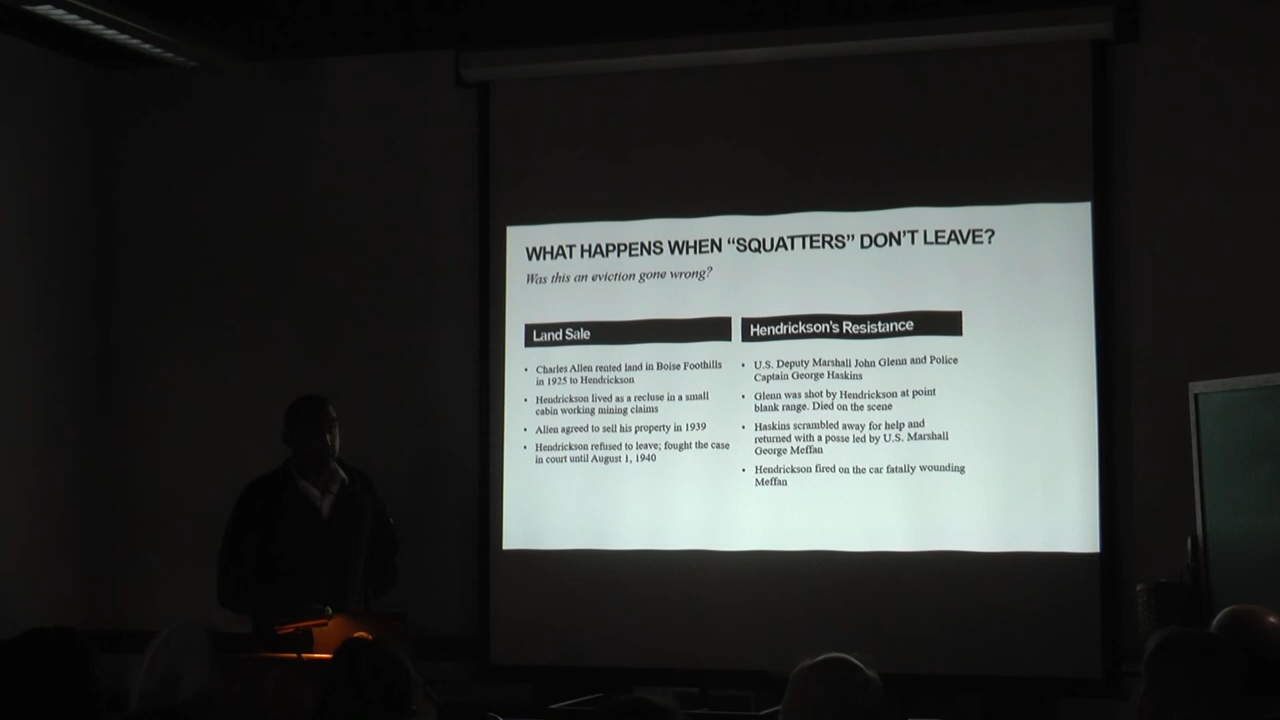 WHAT HAPPENS WHEN “SQUATTERS” DON’T LEAVE?
Was this an eviction gone wrong?
Land Sale
• Charles Allen rented land in Boise Foothills
in 1925 to Hendrickson
• Hendrickson lived as a recluse in a small
cabin working mining claims
• Allen agreed to sell his property in 1939
• Hendrickson refused to leave; fought the case
in court until August 1, 1940
Hendrickson’s Resistance
• U.S. Deputy Marshall John Glenn and Police
Captain George Haskins
• Glenn was shot by Hendrickson at point
blank range. Died on the scene
• Haskins scrambled away for help and
returned with a posse led by U.S. Marshall
George Meffan
• Hendrickson fired on the car fatally wounding
Meffan